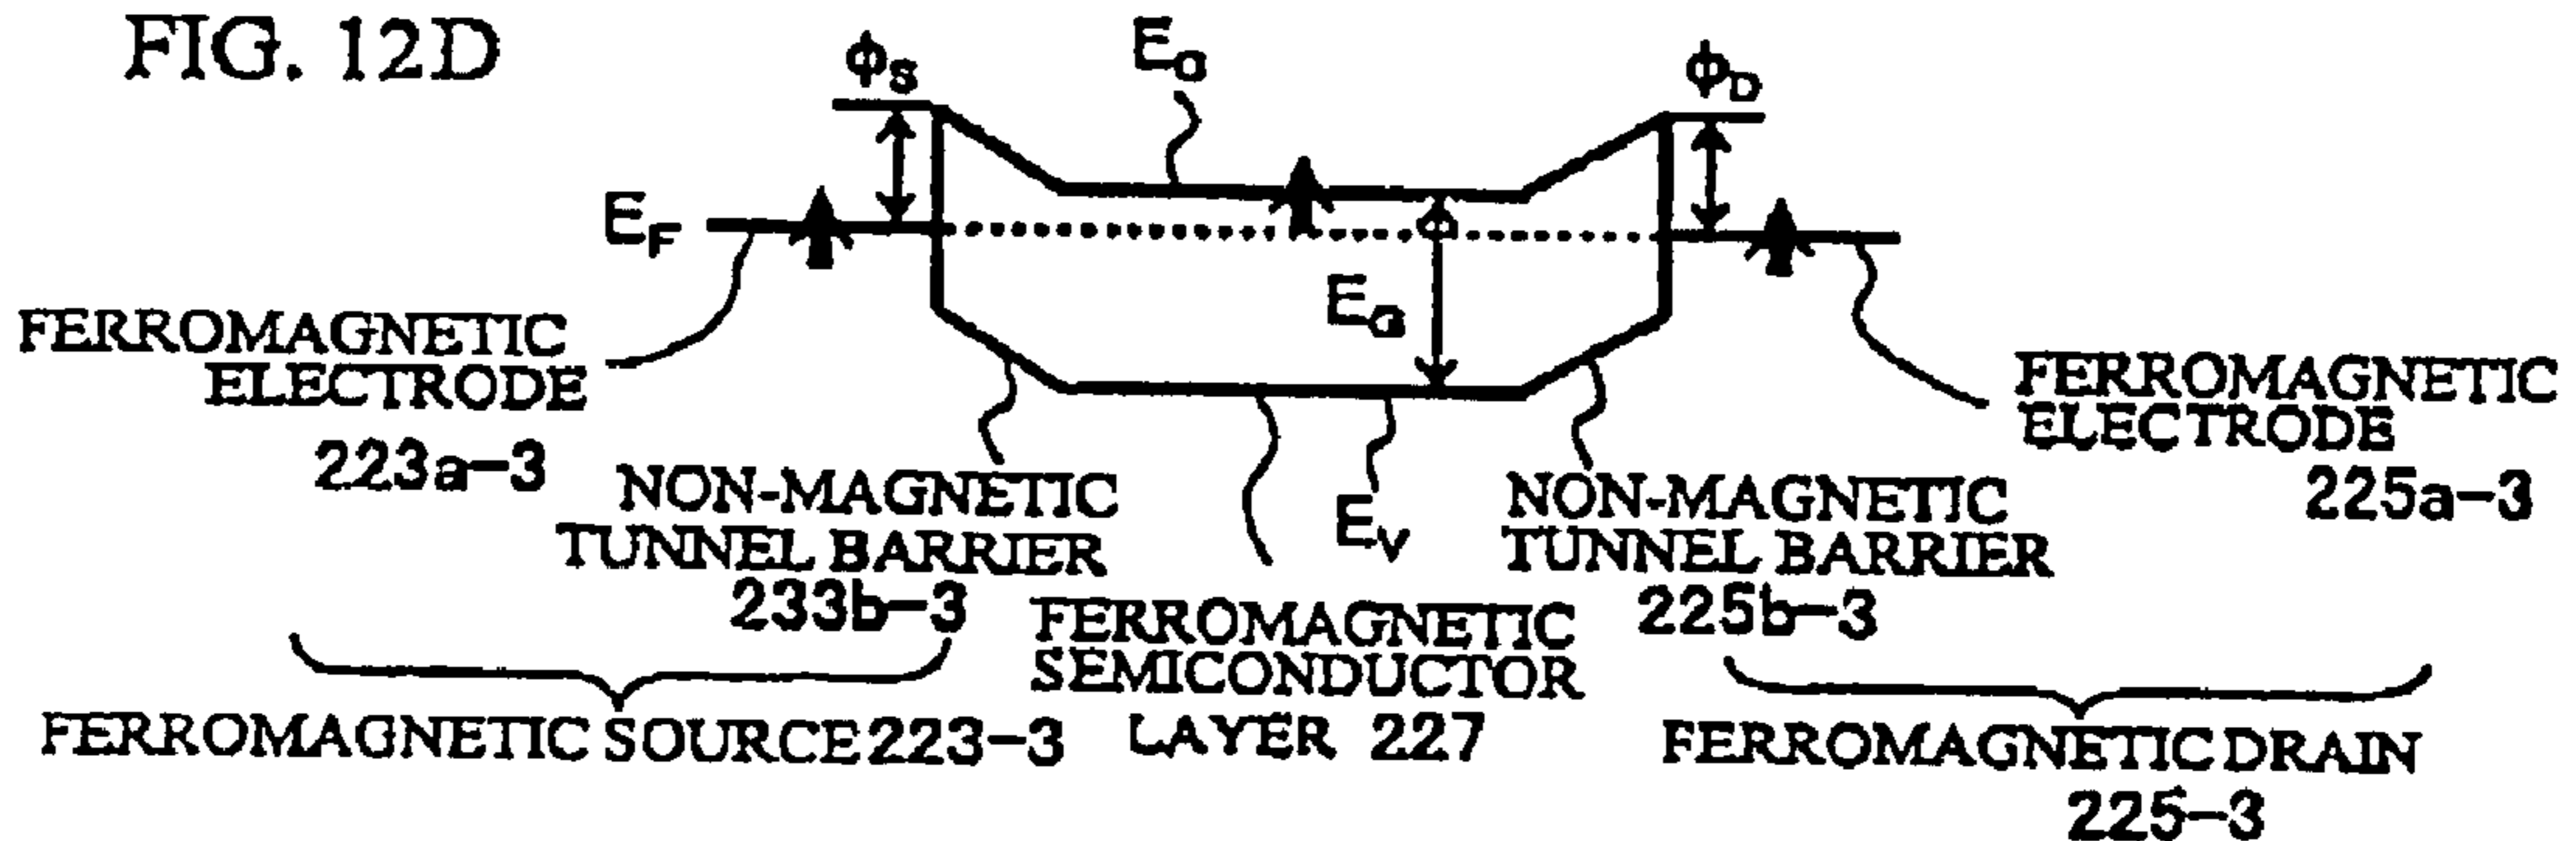 FIG. 12D
ϕS
EC
ϕD
EF
EG
FERROMAGNETIC
ELECTRODE
223a-3
NON-MAGNETIC
TUNNEL BARRIER
233b-3
EV
NON-MAGNETIC
TUNNEL BARRIER
225b-3
FERROMAGNETIC
ELECTRODE
225a-3
FERROMAGNETIC
SEMICONDUCTOR
LAYER 227
FERROMAGNETIC SOURCE 223-3
FERROMAGNETIC DRAIN
225-3